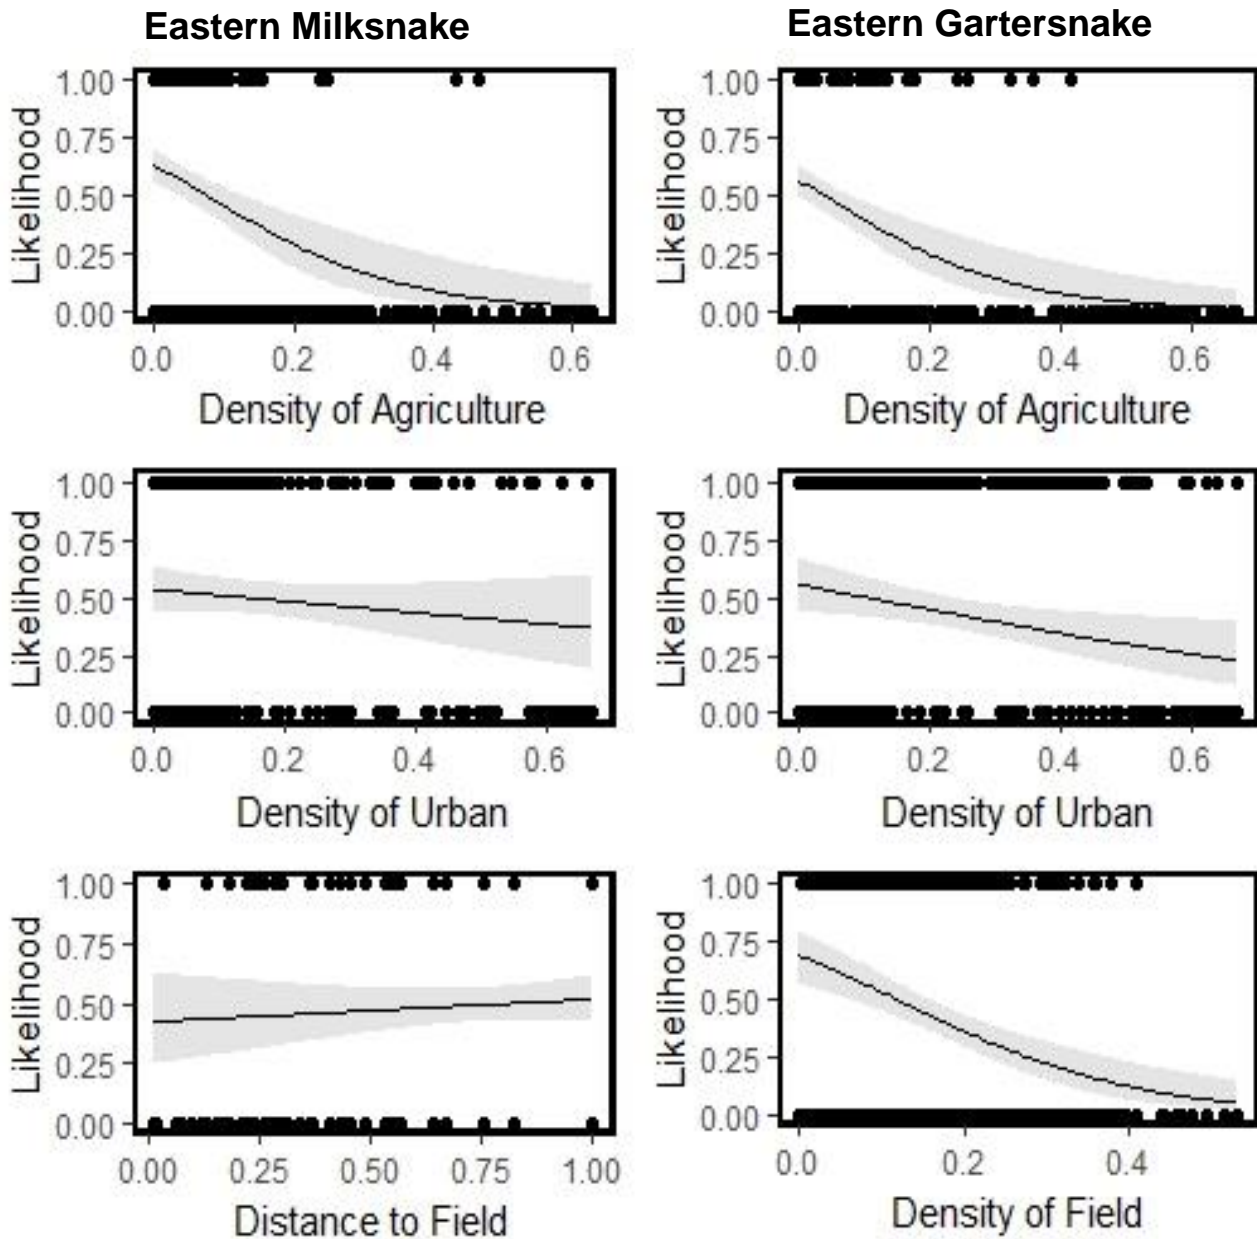 Eastern Milksnake
Eastern Gartersnake
Likelihood
1.00
0.75
0.50
0.25
0.00
0.0 0.2 0.4 0.6
Density of Agriculture
Likelihood
1.00
0.75
0.50
0.25
0.00
0.0 0.2 0.4 0.6
Density of Agriculture
Likelihood
1.00
0.75
0.50
0.25
0.00
0.0 0.2 0.4 0.6
Density of Urban
Likelihood
1.00
0.75
0.50
0.25
0.00
0.0 0.2 0.4 0.6
Density of Urban
Likelihood
1.00
0.75
0.50
0.25
0.00
0.00 0.25 0.50 0.75 1.00
Distance to Field
Likelihood
1.00
0.75
0.50
0.25
0.00
0.0 0.2 0.4
Density of Field